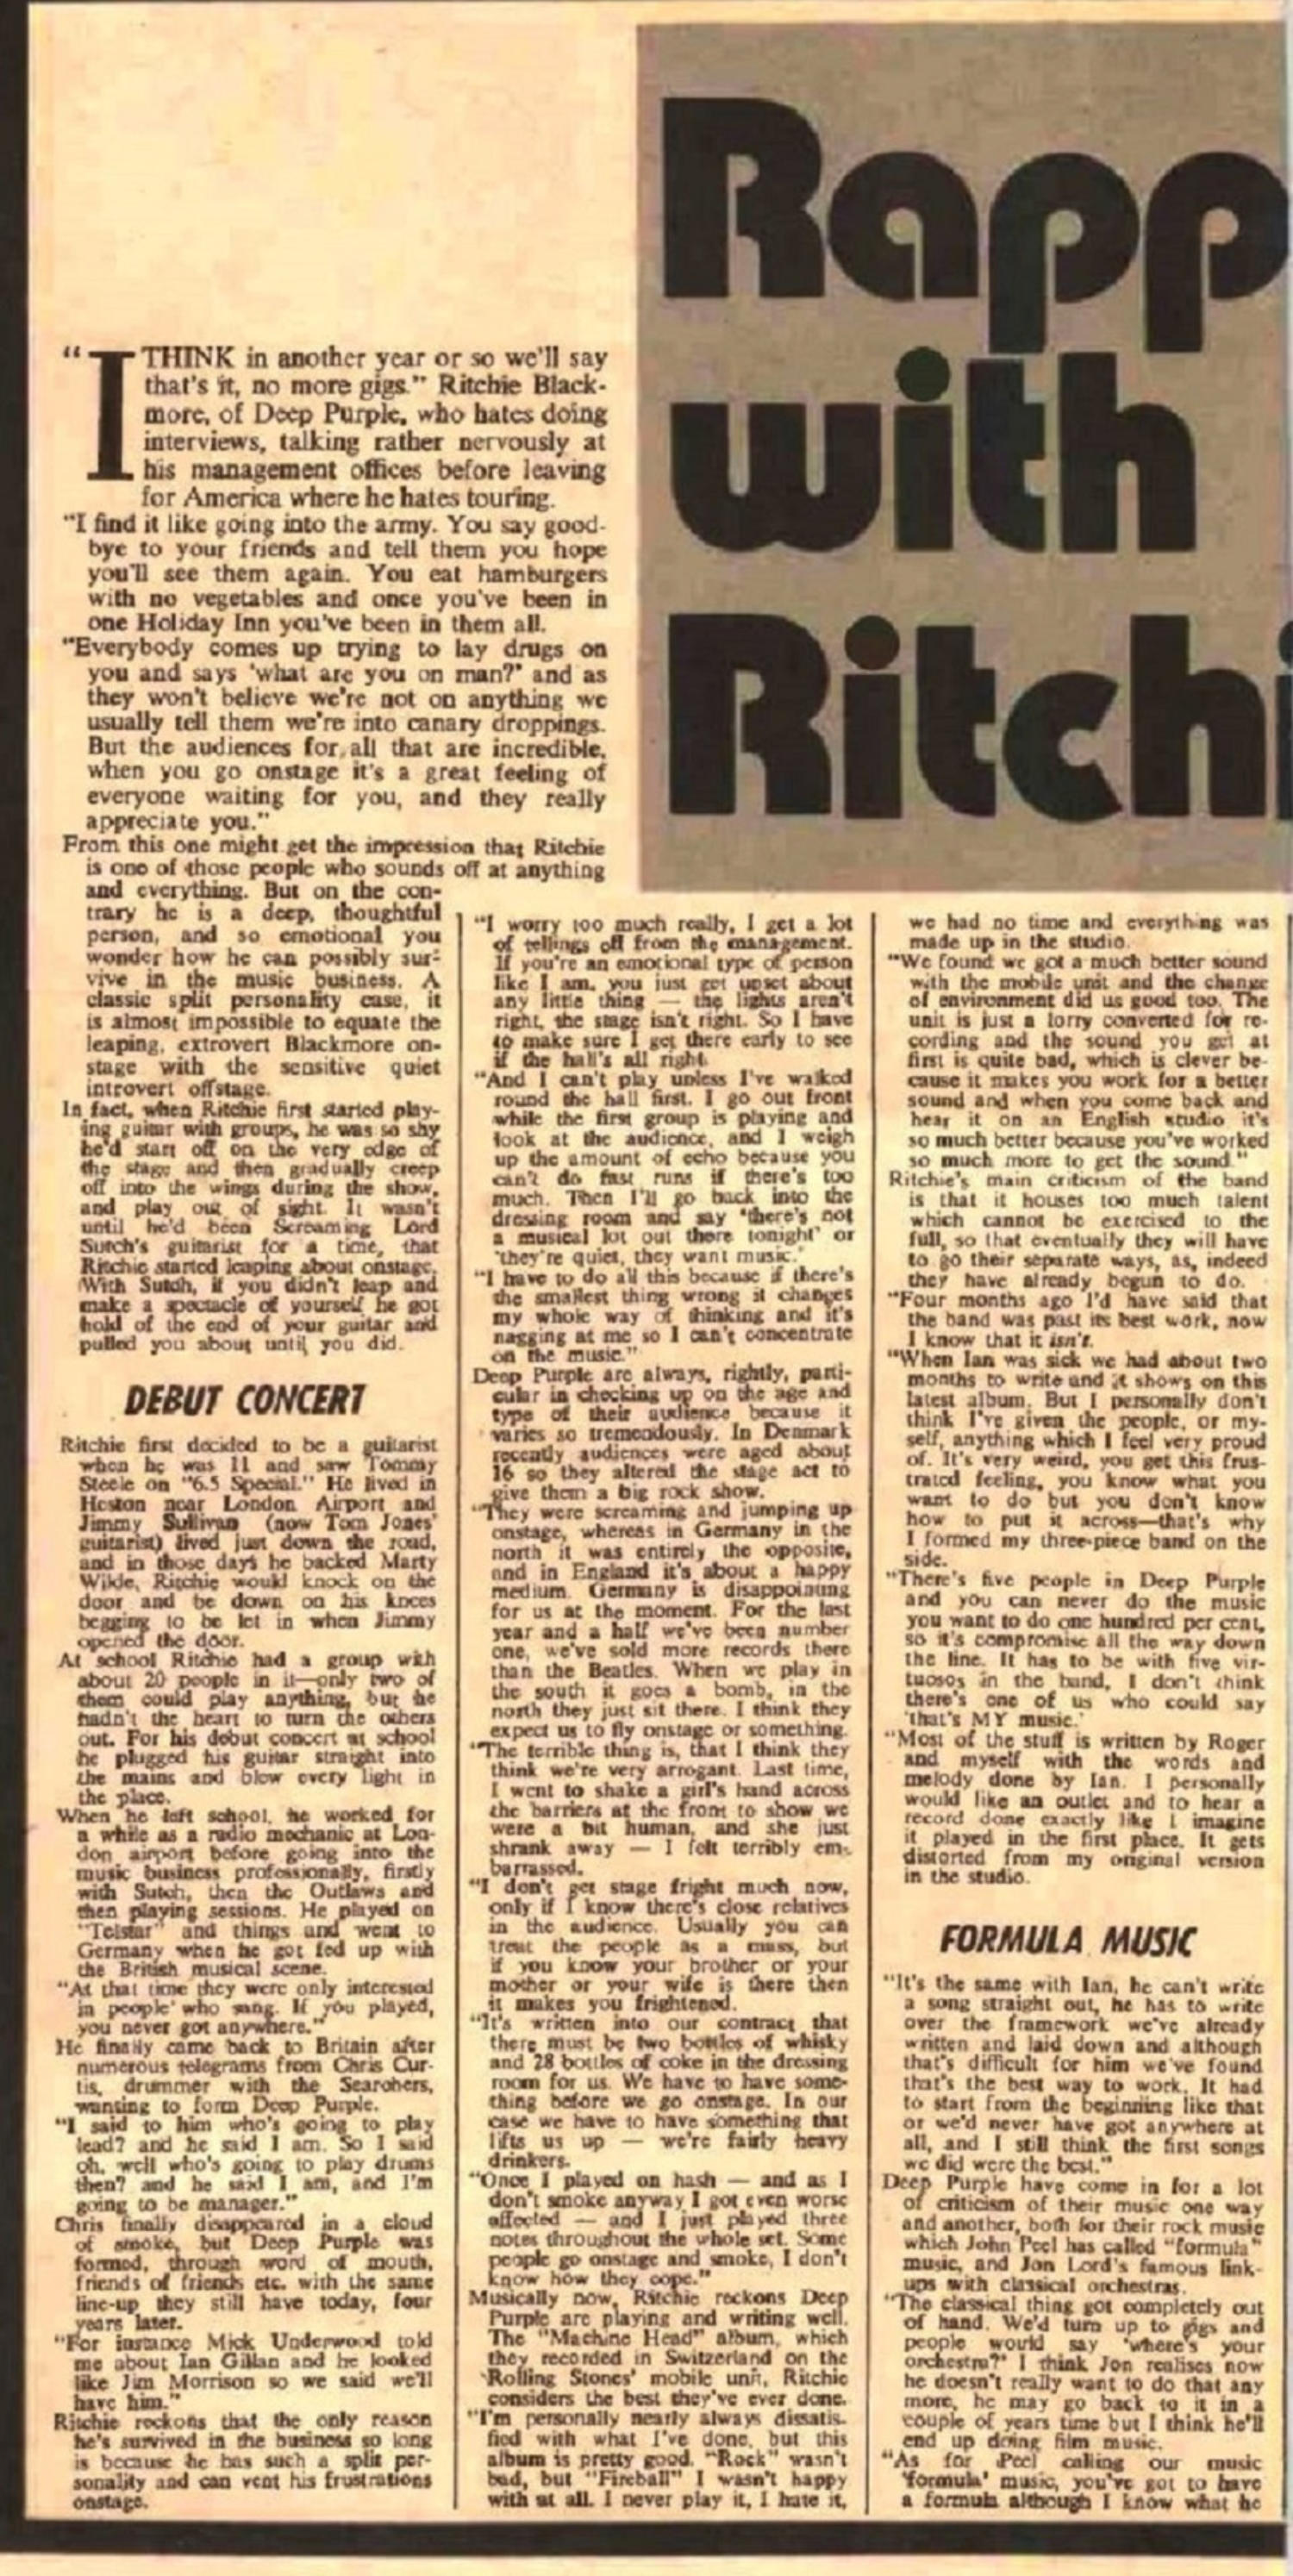 Rapp
with
Ritchi
"I THINK in another year or so we'll say
that's it, no more gigs." Ritchie Black-
more, of Deep Purple, who hates doing
interviews, talking rather nervously at
his management offices before leaving
for America where he hates touring.
"I find it like going into the army. You say good-
bye to your friends and tell them you hope
you'll see them again. You eat hamburgers
with no vegetables and once you've been in
one Holiday Inn you've been in them all.
"Everybody comes up trying to lay drugs on
you and says 'what are you on man?' and as
they won't believe we're not on anything we
usually tell them we're into canary droppings.
But the audiences for all that are incredible,
when you go onstage it's a great feeling of
everyone waiting for you, and they really
appreciate you."
From this one might get the impression that Ritchie
is one of those people who sounds off at anything
and everything. But on the con-
trary he is a deep, thoughtful
person, and so emotional you
wonder how he can possibly sur-
vive in the music business. A
classic split personality case, it
is almost impossible to equate the
leaping, extrovert Blackmore on-
stage with the sensitive quiet
introvert offstage.
In fact, when Ritchie first started play-
ing guitar with groups, he was so shy
he'd start off on the very edge of
the stage and then gradually creep
off into the wings during the show,
and play out of sight. It wasn't
until he'd been Screaming Lord
Sutch's guitarist for a time, that
Ritchie started leaping about onstage.
With Sutch, if you didn't leap and
make a spectacle of yourself he got
hold of the end of your guitar and
pulled you about until you did.
DEBUT CONCERT
Ritchie first decided to be a guitarist
when he was 11 and saw Tommy
Steele on "6.5 Special." He lived in
Heston near London Airport and
Jimmy Sullivan (now Tom Jones'
guitarist) lived just down the road,
and in those days he backed Marty
Wilde, Ritchie would knock on the
door and be down on his knees
begging to be let in when Jimmy
opened the door.
At school Ritchie had a group with
about 20 people in it—only two of
them could play anything, but he
hadn't the heart to turn the others
out. For his debut concert at school
he plugged his guitar straight into
the mains and blew every light in
the place.
When he left school, he worked for
a while as a radio mechanic at Lon-
don airport before going into the
music business professionally, firstly
with Sutch, then the Outlaws and
then playing sessions. He played on
"Telstar" and things and went to
Germany when he got fed up with
the British musical scene.
"At that time they were only interested
in people who sang. If you played,
you never got anywhere."
He finally came back to Britain after
numerous telegrams from Chris Cur-
tis, drummer with the Searchers,
wanting to form Deep Purple.
"I said to him who's going to play
lead? and he said I am. So I said
oh, well who's going to play drums
then? and he said I am, and I'm
going to be manager."
Chris finally disappeared in a cloud
of smoke, but Deep Purple was
formed, through word of mouth,
friends of friends etc. with the same
line-up they still have today, four
years later.
"For instance Mick Underwood told
me about Ian Gillan and he looked
like Jim Morrison so we said we'll
have him."
Ritchie reckons that the only reason
he's survived in the business so long
is because he has such a split per-
sonality and can vent his frustrations
onstage.
"I worry too much really, I get a lot
of tellings off from the management.
If you're an emotional type of person
like I am, you just get upset about
any little thing — the lights aren't
right, the stage isn't right. So I have
to make sure I get there early to see
if the hall's all right.
"And I can't play unless I've walked
round the hall first. I go out front
while the first group is playing and
look at the audience, and I weigh
up the amount of echo because you
can't do fast runs if there's too
much. Then I'll go back into the
dressing room and say 'there's not
a musical lot out there tonight' or
'they're quiet, they want music.'
"I have to do all this because if there's
the smallest thing wrong it changes
my whole way of thinking and it's
nagging at me so I can't concentrate
on the music."
Deep Purple are always, rightly, parti-
cular in checking up on the age and
type of their audience because it
varies so tremendously. In Denmark
recently audiences were aged about
16 so they altered the stage act to
give them a big rock show.
"They were screaming and jumping up
onstage, whereas in Germany in the
north it was entirely the opposite,
and in England it's about a happy
medium. Germany is disappointing
for us at the moment. For the last
year and a half we've been number
one, we've sold more records there
than the Beatles. When we play in
the south it goes a bomb, in the
north they just sit there. I think they
expect us to fly onstage or something.
"The terrible thing is, that I think they
think we're very arrogant. Last time,
I went to shake a girl's hand across
the barriers at the front to show we
were a bit human, and she just
shrank away — I felt terribly em-
barrassed.
"I don't get stage fright much now,
only if I know there's close relatives
in the audience. Usually you can
treat the people as a mass, but
if you know your brother or your
mother or your wife is there then
it makes you frightened.
"It's written into our contract that
there must be two bottles of whisky
and 28 bottles of coke in the dressing
room for us. We have to have some-
thing before we go onstage. In our
case we have to have something that
lifts us up — we're fairly heavy
drinkers.
"Once I played on hash — and as I
don't smoke anyway I got even worse
affected — and I just played three
notes throughout the whole set. Some
people go onstage and smoke, I don't
know how they cope."
Musically now, Ritchie reckons Deep
Purple are playing and writing well.
The "Machine Head" album, which
they recorded in Switzerland on the
Rolling Stones' mobile unit, Ritchie
considers the best they've ever done.
"I'm personally nearly always dissatis-
fied with what I've done, but this
album is pretty good. "Rock" wasn't
bad, but "Fireball" I wasn't happy
with at all. I never play it, I hate it,
we had no time and everything was
made up in the studio.
"We found we got a much better sound
with the mobile unit and the change
of environment did us good too. The
unit is just a lorry converted for re-
cording and the sound you get at
first is quite bad, which is clever be-
cause it makes you work for a better
sound and when you come back and
hear it on an English studio it's
so much better because you've worked
so much more to get the sound."
Ritchie's main criticism of the band
is that it houses too much talent
which cannot be exercised to the
full, so that eventually they will have
to go their separate ways, as, indeed
they have already begun to do.
"Four months ago I'd have said that
the band was past its best work, now
I know that it isn't.
"When Ian was sick we had about two
months to write and it shows on this
latest album. But I personally don't
think I've given the people, or my-
self, anything which I feel very proud
of. It's very weird, you get this frus-
trated feeling, you know what you
want to do but you don't know
how to put it across—that's why
I formed my three-piece band on the
side.
"There's five people in Deep Purple
and you can never do the music
you want to do one hundred per cent,
so it's compromise all the way down
the line. It has to be with five vir-
tuosos in the band, I don't think
there's one of us who could say
'that's MY music.'
"Most of the stuff is written by Roger
and myself with the words and
melody done by Ian. I personally
would like an outlet and to hear a
record done exactly like I imagine
it played in the first place. It gets
distorted from my original version
in the studio.
FORMULA MUSIC
"It's the same with Ian, he can't write
a song straight out, he has to write
over the framework we've already
written and laid down and although
that's difficult for him we've found
that's the best way to work. It had
to start from the beginning like that
or we'd never have got anywhere at
all, and I still think the first songs
we did were the best."
Deep Purple have come in for a lot
of criticism of their music one way
and another, both for their rock music
which John Peel has called "formula"
music, and Jon Lord's famous link-
ups with classical orchestras.
"The classical thing got completely out
of hand. We'd turn up to gigs and
people would say 'where's your
orchestra?' I think Jon realises now
he doesn't really want to do that any
more, he may go back to it in a
couple of years time but I think he'll
end up doing film music.
"As for Peel calling our music
'formula' music, you've got to have
a formula although I know what he